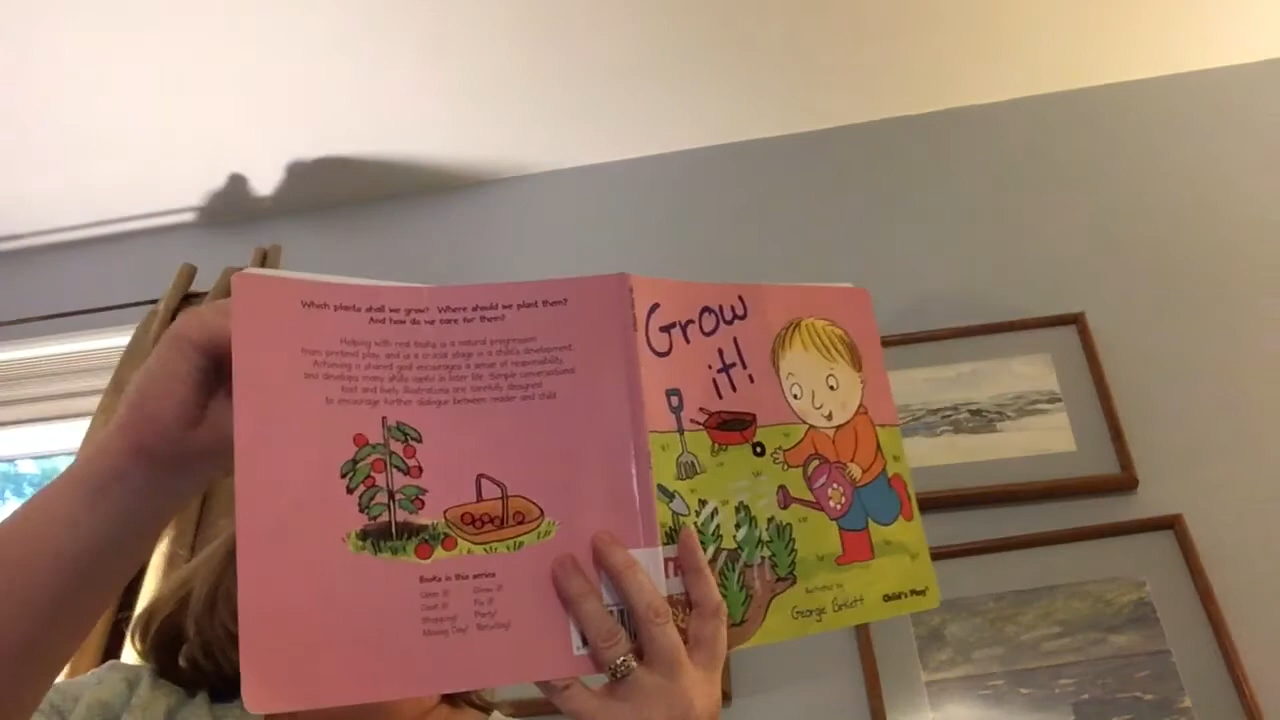 Which plants shall we grow? Where should we plant them?
And how do we care for them?
Helping with real tasks is a natural progression
from pretend play, and is a crucial stage in a child's development.
Achieving a shared goal encourages a sense of responsibility,
and develops many skills useful in later life. Simple conversational
text and lively illustrations are carefully designed
to encourage further dialogue between reader and child.
Books in this series
Clean it! Grow it!
Cook it! Fix it!
Shopping! Party!
Moving Day! Recycling!
Grow
it!
Illustrated by
Georgie Birkett
Child's Play